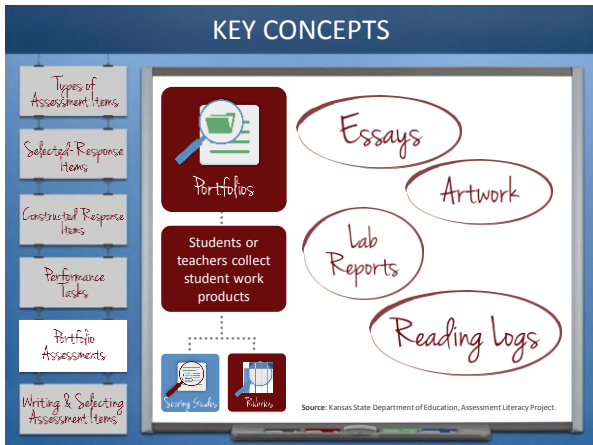 KEY CONCEPTS
Types of
Assessment Items
Selected-Response
Items
Constructed Response
Items
Performance
Tasks
Portfolio
Assessments
Writing & Selecting
Assessment Items
Portfolios
Students or
teachers collect
student work
products
Scoring Guides
Rubrics
Essays
Artwork
Lab
Reports
Reading Logs
Source: Kansas State Department of Education, Assessment Literacy Project.